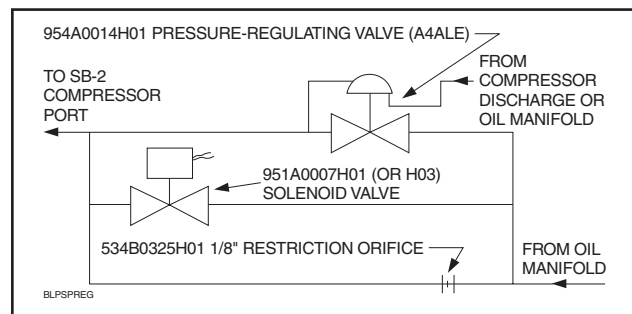 954A0014H01 PRESSURE-REGULATING VALVE (A4ALE)
TO SB-2
COMPRESSOR
PORT
FROM
COMPRESSOR
DISCHARGE OR
OIL MANIFOLD
951A0007H01 (OR H03)
SOLENOID VALVE
534B0325H01 1/8" RESTRICTION ORIFICE
FROM OIL
MANIFOLD
BLPSPREG